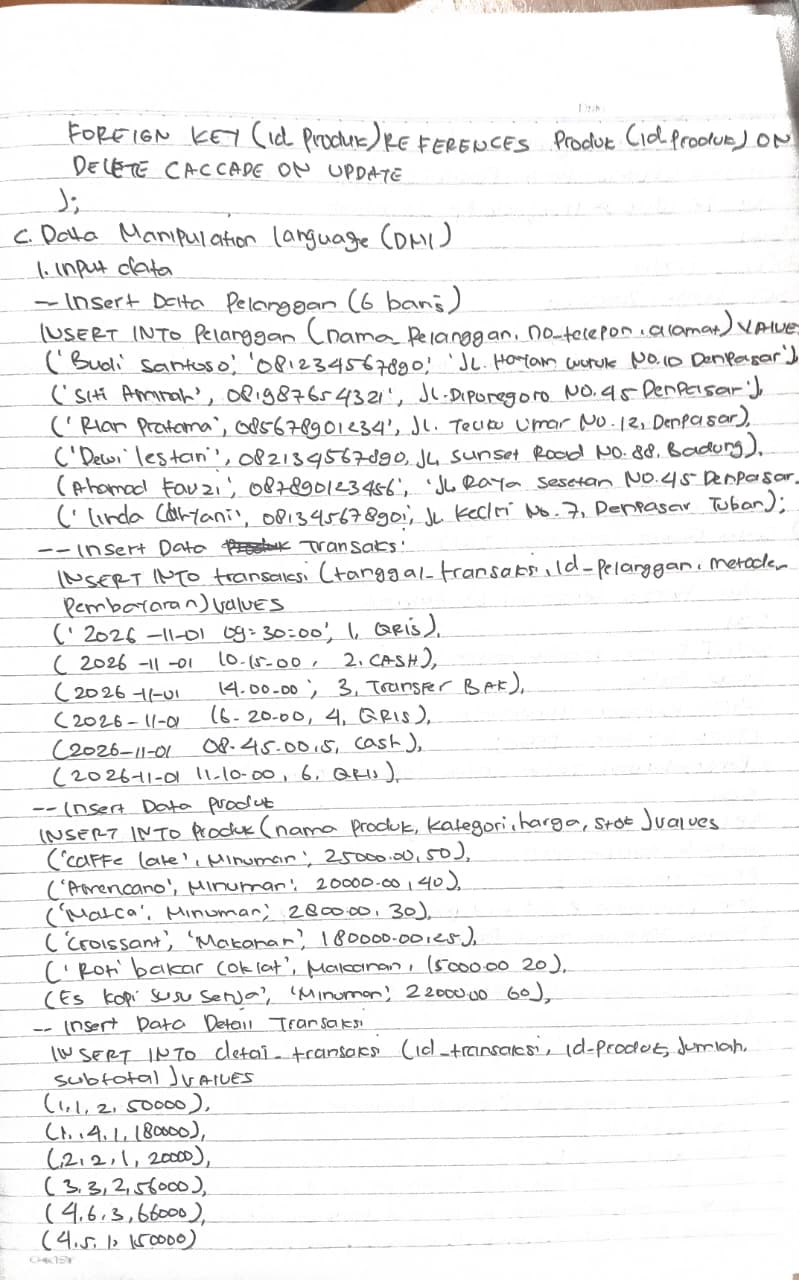 FOREIGN KEY (id Produk) REFERENCES Produk (id Produk) ON
DELETE CACCADE ON UPDATE
);
C. Data Manipulation language (DMl)
1. input data
-- Insert Data Pelanggan (6 baris)
INSERT INTO Pelanggan (nama Pelanggan, no_telepon, alamat) VALUE
('Budi Santoso', '081234567890', 'JL. Hayam wuruk No.10 Denpasar'),
('Siti Aminah', 081987654321', JL.Diponegoro No. 45 Denpasar'),
('Rian Pratama', 085678901234', Jl. Teuku Umar No. 12, Denpasar),
('Dewi lestari', 082134567890, JL Sunset Road No. 88, Badung),
(Ahamad Fauzi', 087890123456', 'JL Raya Sesetan No.45 Denpasar.
(' linda Cahyani', 081345678901, JL Kediri No. 7, Denpasar Tuban);
-- Insert Data Transaksi
INSERT INTO transaksi (tanggal_transaksi, Id_Pelanggan, metode
Pembayaran) values
('2026-11-01 09:30:00', 1, QRIS),
(2026-11-01 10-15-00, 2, CASH),
(2026-11-01 14.00-00', 3, Transfer BAK),
(2026-11-01 16-20-00, 4, QRIS),
(2026-11-01 08.45.00,5, cash),
(2026-11-01 11-10-00, 6, QRIS),
-- Insert Data produk
INSERT INTO Produk (nama Produk, Kategori, harga, stok) values
('Caffe late', Minuman', 25000.00, 50),
('Amencano', Minuman', 20000.00, 40),
('Matca', Minuman', 2800.00, 30),
('Croissant', 'Makanan', 180000.00, 25),
('Roti bakar Coklat', Makanan, 15000.00 20),
(Es Kopi Susu Senja', 'Minuman', 22000.00 60),
-- Insert Data Detail Transaksi
INSERT INTO detai_transaksi (id_transaksi, id_Produk, Jumlah,
subtotal) VAlUES
(1,1, 2, 50000),
(1, 4, 1, 180000),
(2, 2, 1, 20000),
(3, 3, 2, 56000),
(4, 6, 3, 66000),
(4, 5, 1, 150000)